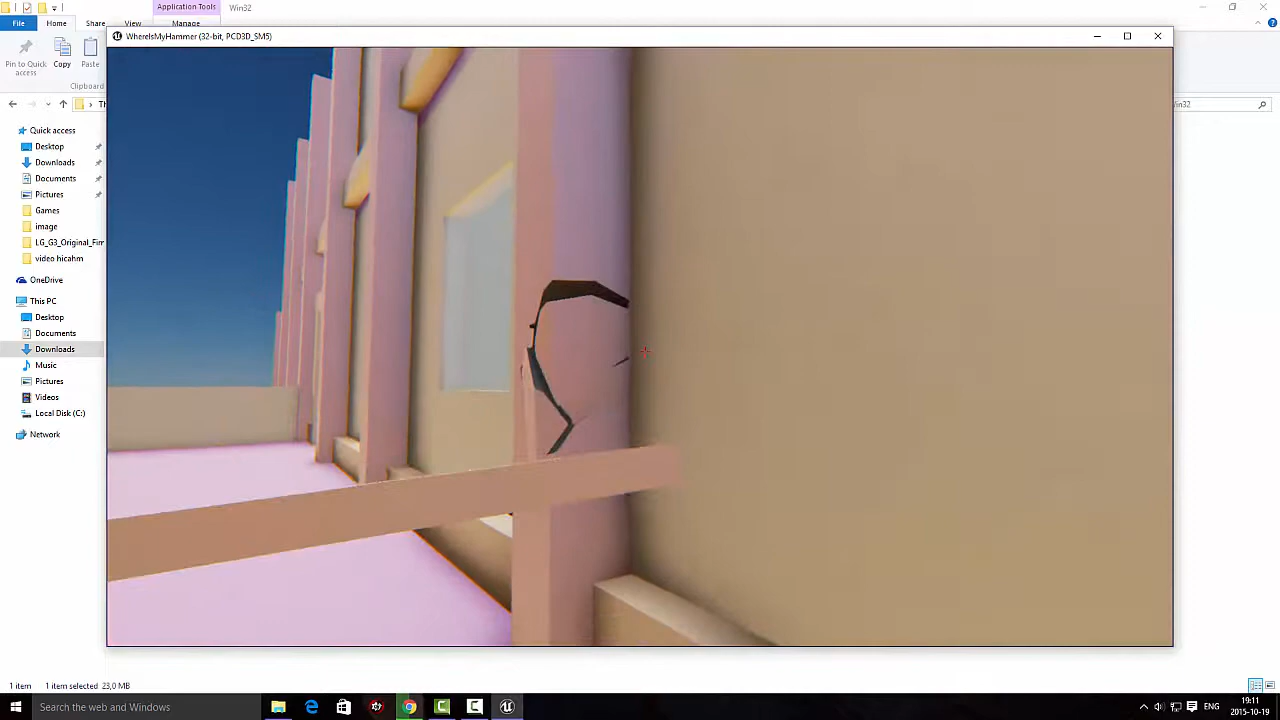 Application Tools
Win32
File
Home
Share
View
Manage
WhereIsMyHammer (32-bit, PCD3D_SM5)
Pin to Quick access
Copy
Paste
Clipboard
Quick access
Desktop
Downloads
Documents
Pictures
Games
image
LG_G3_Original_Firm
video hicahm
OneDrive
This PC
Desktop
Documents
Downloads
Music
Pictures
Videos
Local Disk (C:)
Network
1 item
1 item selected 23,0 MB
Search the web and Windows
ENG
19:11
2015-10-19